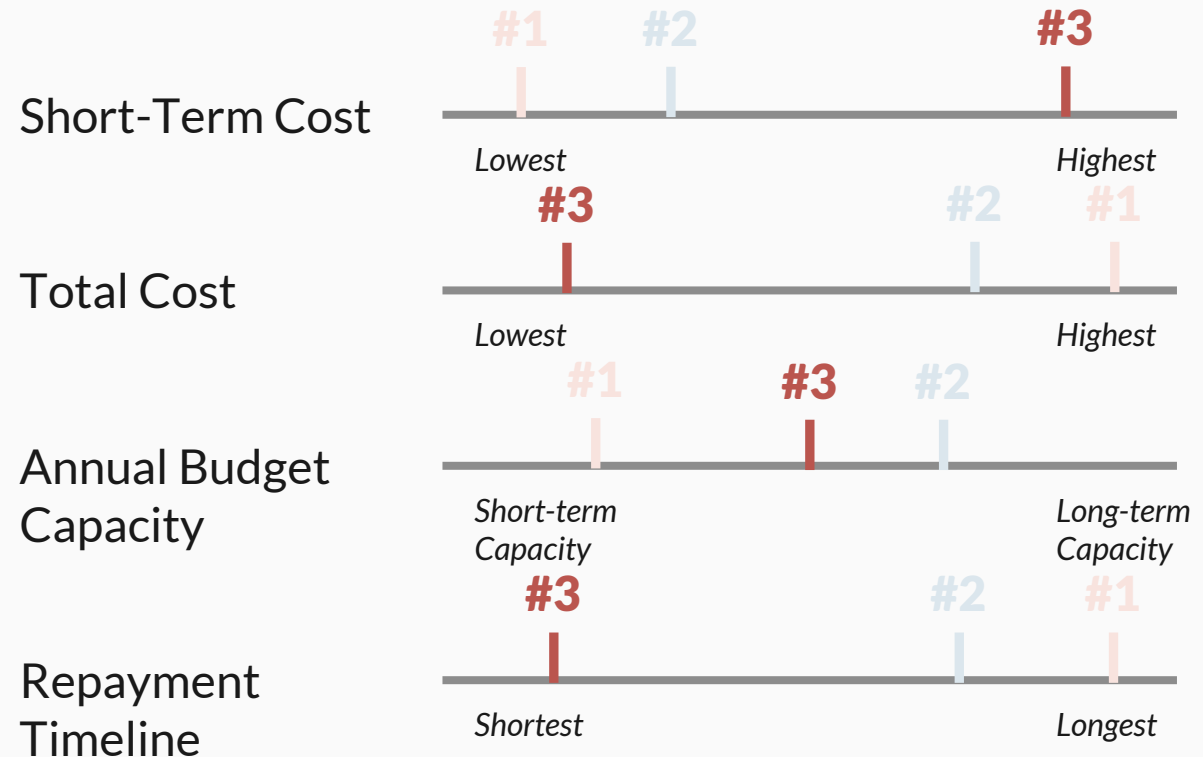 #1 #2 #3
Short-Term Cost
Lowest Highest
#3 #2 #1
Total Cost
Lowest Highest
#1 #3 #2
Annual Budget
Capacity
Short-term Long-term
Capacity Capacity
#3 #2 #1
Repayment
Timeline
Shortest Longest